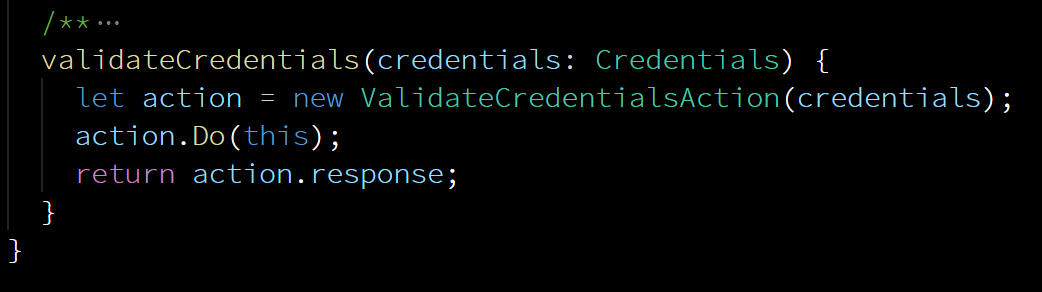 /**···
validateCredentials(credentials: Credentials) {
let action = new ValidateCredentialsAction(credentials);
action.Do(this);
return action.response;
}
}